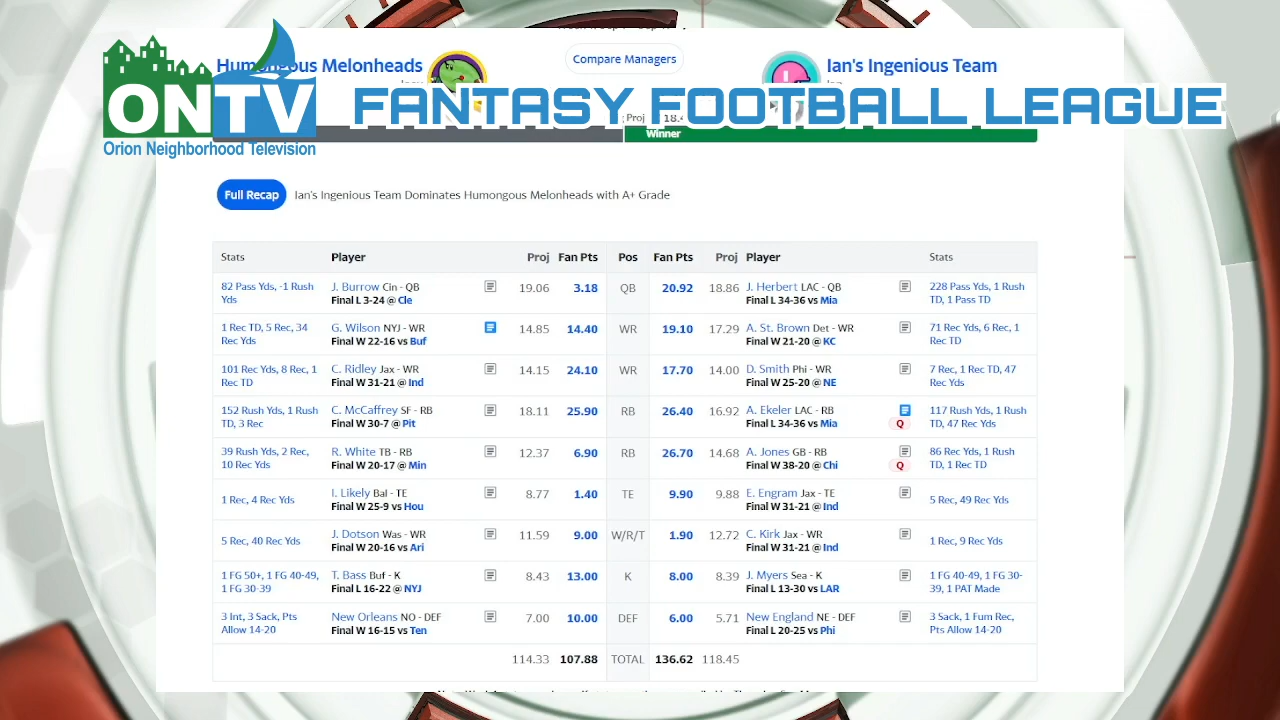 Humongous Melonheads
Compare Managers
Ian's Ingenious Team
ONTV FANTASY FOOTBALL LEAGUE
Orion Neighborhood Television
Proj
Winner
Full Recap Ian's Ingenious Team Dominates Humongous Melonheads with A+ Grade
Stats Player Proj Fan Pts Pos Fan Pts Proj Player Stats
82 Pass Yds, -1 Rush J. Burrow Cin - QB 19.06 3.18 QB 20.92 18.86 J. Herbert LAC - QB 228 Pass Yds, 1 Rush
Yds Final L 3-24 @ Cle Final L 34-36 vs Mia TD, 1 Pass TD
1 Rec TD, 5 Rec, 34 G. Wilson NYJ - WR 14.85 14.40 WR 19.10 17.29 A. St. Brown Det - WR 71 Rec Yds, 6 Rec, 1
Rec Yds Final W 22-16 vs Buf Final W 21-20 @ KC Rec TD
101 Rec Yds, 8 Rec, 1 C. Ridley Jax - WR 14.15 24.10 WR 17.70 14.00 D. Smith Phi - WR 7 Rec, 1 Rec TD, 47
Rec TD Final W 31-21 @ Ind Final W 25-20 @ NE Rec Yds
152 Rush Yds, 1 Rush C. McCaffrey SF - RB 18.11 25.90 RB 26.40 16.92 A. Ekeler LAC - RB 117 Rush Yds, 1 Rush
TD, 3 Rec Final W 30-7 @ Pit Final L 34-36 vs Mia Q TD, 47 Rec Yds
39 Rush Yds, 2 Rec, R. White TB - RB 12.37 6.90 RB 26.70 14.68 A. Jones GB - RB 86 Rec Yds, 1 Rush
10 Rec Yds Final W 20-17 @ Min Final W 38-20 @ Chi Q TD, 1 Rec TD
1 Rec, 4 Rec Yds I. Likely Bal - TE 8.77 1.40 TE 9.90 9.88 E. Engram Jax - TE 5 Rec, 49 Rec Yds
Final W 25-9 vs Hou Final W 31-21 @ Ind
5 Rec, 40 Rec Yds J. Dotson Was - WR 11.59 9.00 W/R/T 1.90 12.72 C. Kirk Jax - WR 1 Rec, 9 Rec Yds
Final W 20-16 vs Ari Final W 31-21 @ Ind
1 FG 50+, 1 FG 40-49, T. Bass Buf - K 8.43 13.00 K 8.00 8.39 J. Myers Sea - K 1 FG 40-49, 1 FG 30-
1 FG 30-39 Final L 16-22 @ NYJ Final L 13-30 vs LAR 39, 1 PAT Made
3 Int, 3 Sack, Pts New Orleans NO - DEF 7.00 10.00 DEF 6.00 5.71 New England NE - DEF 3 Sack, 1 Fum Rec,
Allow 14-20 Final W 16-15 vs Ten Final L 20-25 vs Phi Pts Allow 14-20
114.33 107.88 TOTAL 136.62 118.45